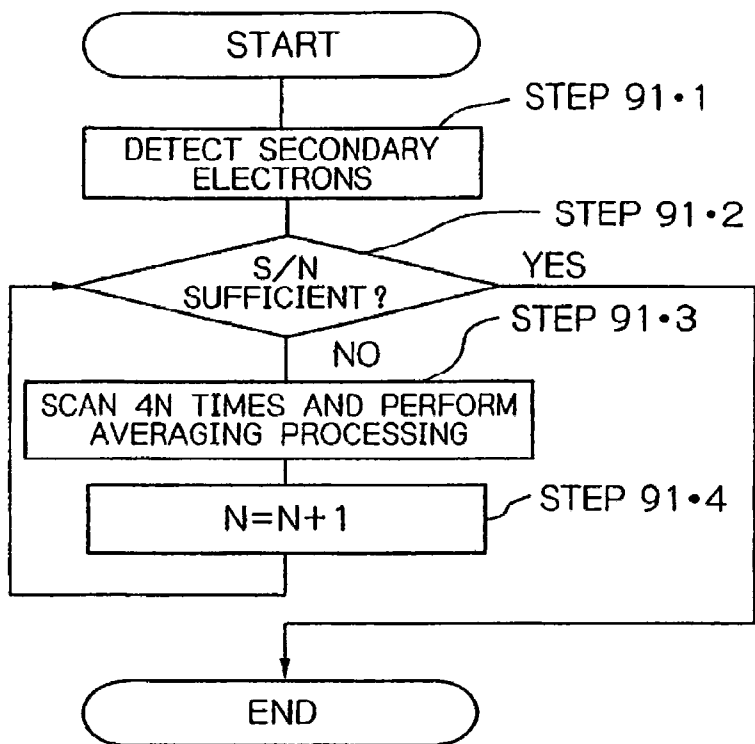 START
STEP 91•1
DETECT SECONDARY
ELECTRONS
STEP 91•2
S/N
SUFFICIENT?
YES
STEP 91•3
NO
SCAN 4N TIMES AND PERFORM
AVERAGING PROCESSING
STEP 91•4
N=N+1
END